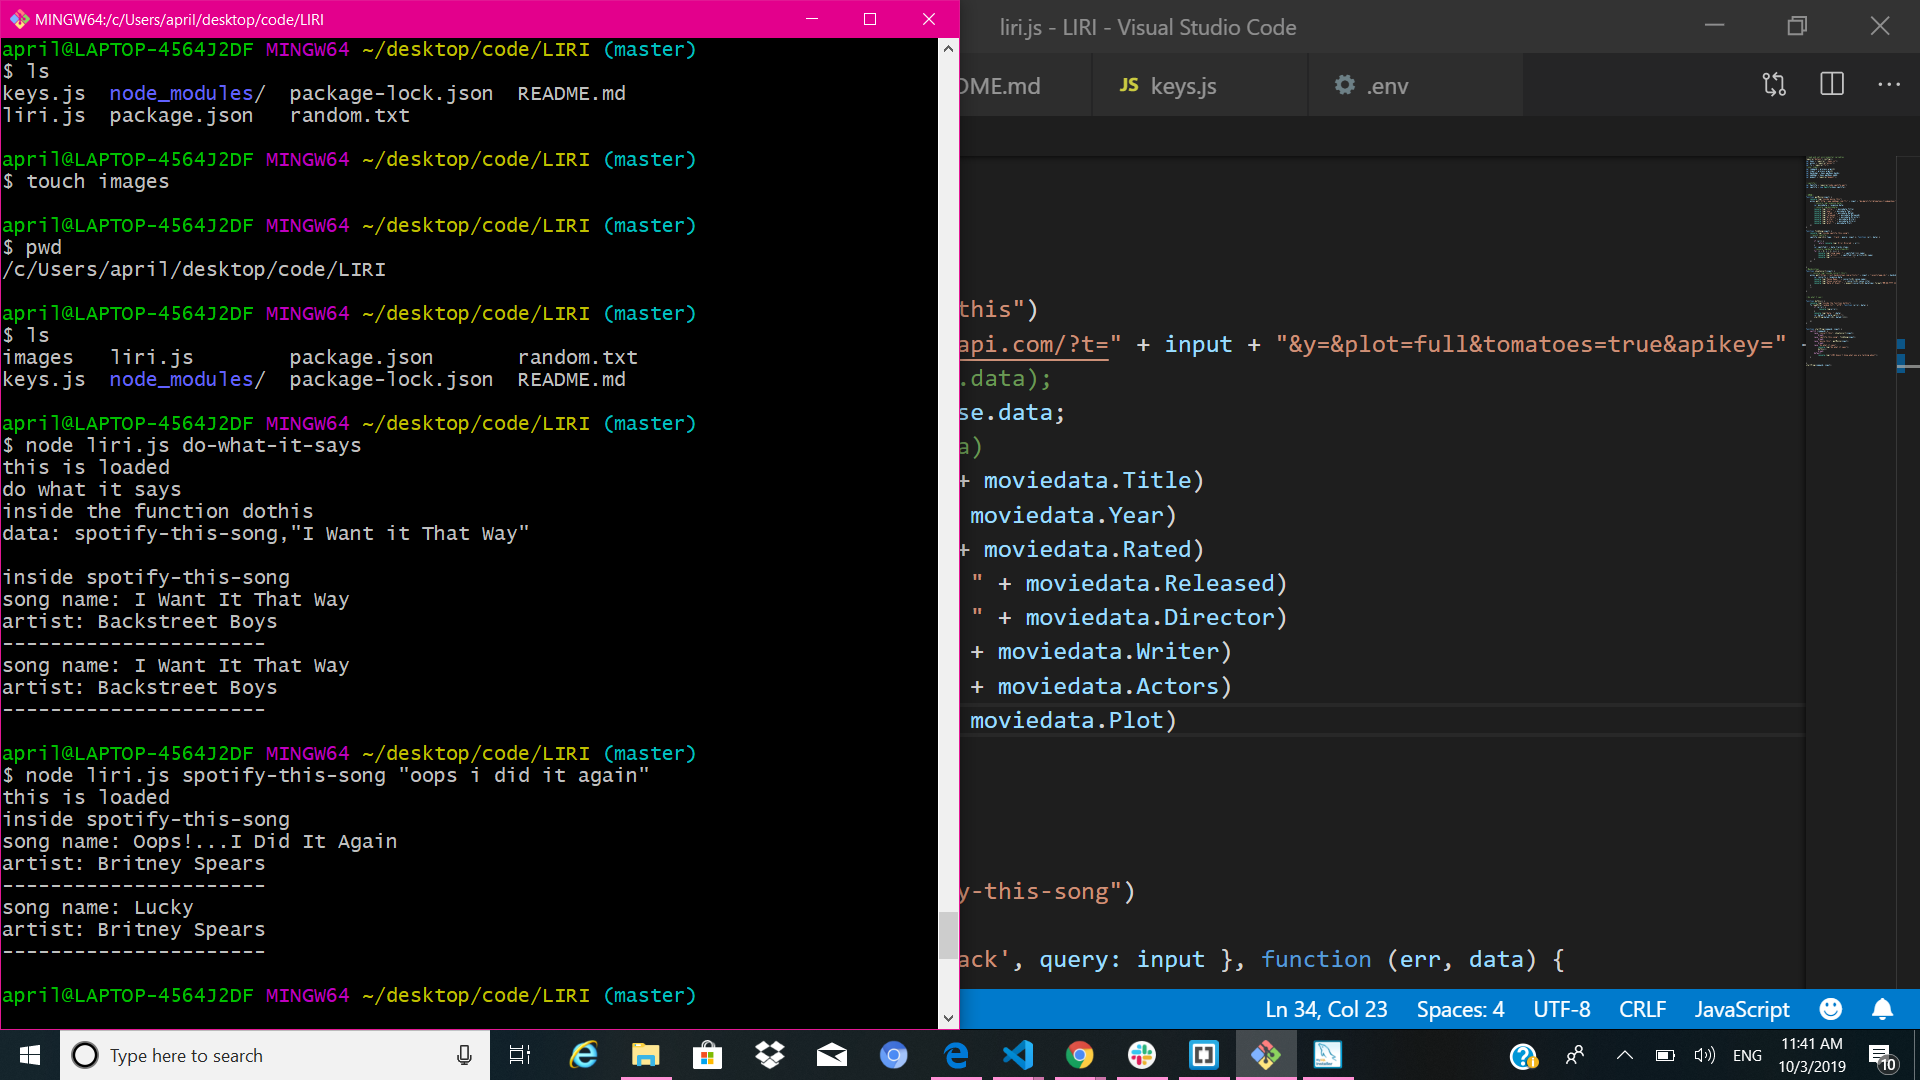 MINGW64:/c/Users/april/desktop/code/LIRI
april@LAPTOP-4564J2DF MINGW64 ~/desktop/code/LIRI (master)
$ ls
keys.js  node_modules/  package-lock.json  README.md
liri.js  package.json   random.txt
april@LAPTOP-4564J2DF MINGW64 ~/desktop/code/LIRI (master)
$ touch images
april@LAPTOP-4564J2DF MINGW64 ~/desktop/code/LIRI (master)
$ pwd
/c/Users/april/desktop/code/LIRI
april@LAPTOP-4564J2DF MINGW64 ~/desktop/code/LIRI (master)
$ ls
images   liri.js        package.json       random.txt
keys.js  node_modules/  package-lock.json  README.md
april@LAPTOP-4564J2DF MINGW64 ~/desktop/code/LIRI (master)
$ node liri.js do-what-it-says
this is loaded
do what it says
inside the function dothis
data: spotify-this-song,"I Want it That Way"
inside spotify-this-song
song name: I Want It That Way
artist: Backstreet Boys
----------------------
song name: I Want It That Way
artist: Backstreet Boys
----------------------
april@LAPTOP-4564J2DF MINGW64 ~/desktop/code/LIRI (master)
$ node liri.js spotify-this-song "oops i did it again"
this is loaded
inside spotify-this-song
song name: Oops!...I Did It Again
artist: Britney Spears
----------------------
song name: Lucky
artist: Britney Spears
----------------------
april@LAPTOP-4564J2DF MINGW64 ~/desktop/code/LIRI (master)
liri.js - LIRI - Visual Studio Code
DME.md  JS keys.js  .env
this")
api.com/?t=" + input + "&y=&plot=full&tomatoes=true&apikey="
.data);
se.data;
a)
+ moviedata.Title)
moviedata.Year)
+ moviedata.Rated)
" + moviedata.Released)
" + moviedata.Director)
+ moviedata.Writer)
+ moviedata.Actors)
moviedata.Plot)
y-this-song")
ack', query: input }, function (err, data) {
Ln 34, Col 23  Spaces: 4  UTF-8  CRLF  JavaScript
Type here to search
ENG
11:41 AM
10/3/2019
10